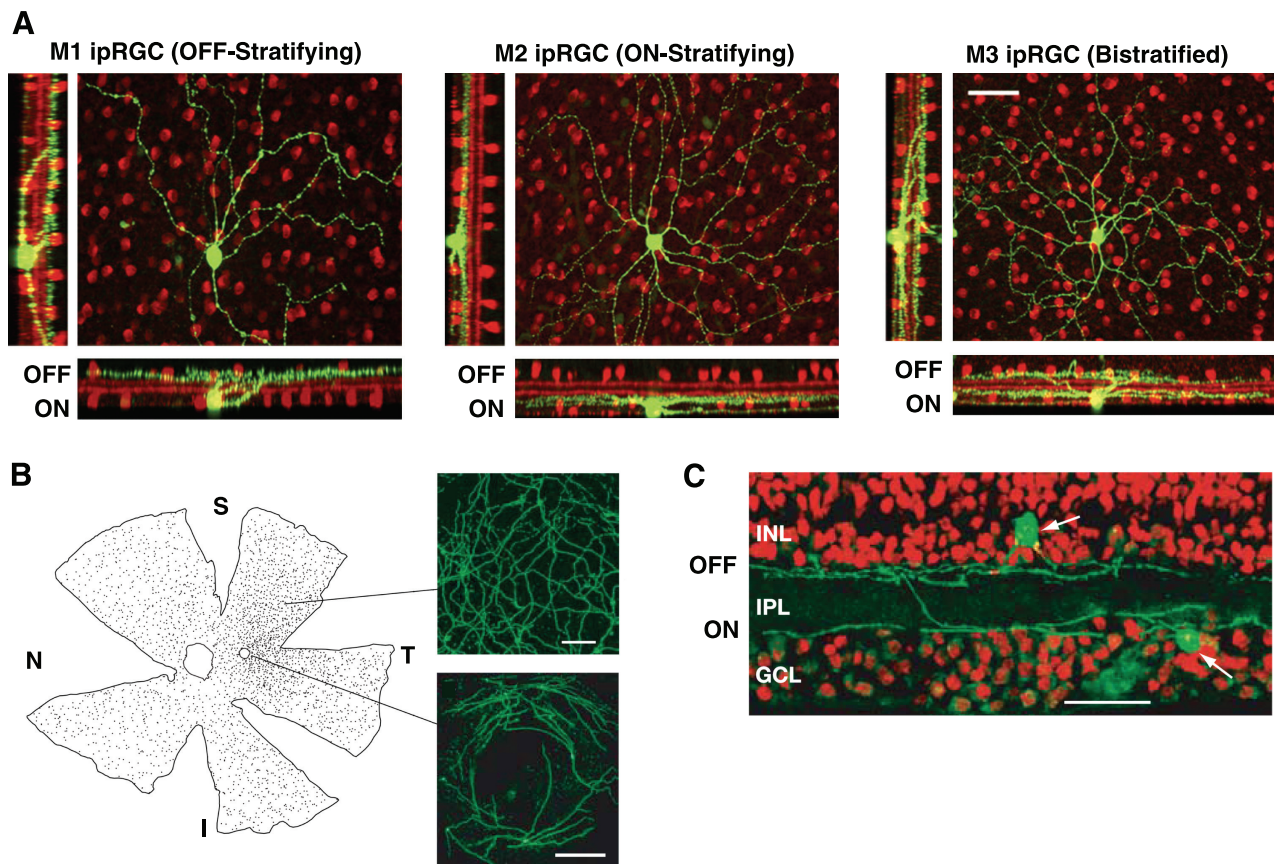 A
M1 ipRGC (OFF-Stratifying)
M2 ipRGC (ON-Stratifying)
M3 ipRGC (Bistratified)
OFF
ON
OFF
ON
OFF
ON
B
S
N
T
I
C
INL
OFF
IPL
ON
GCL